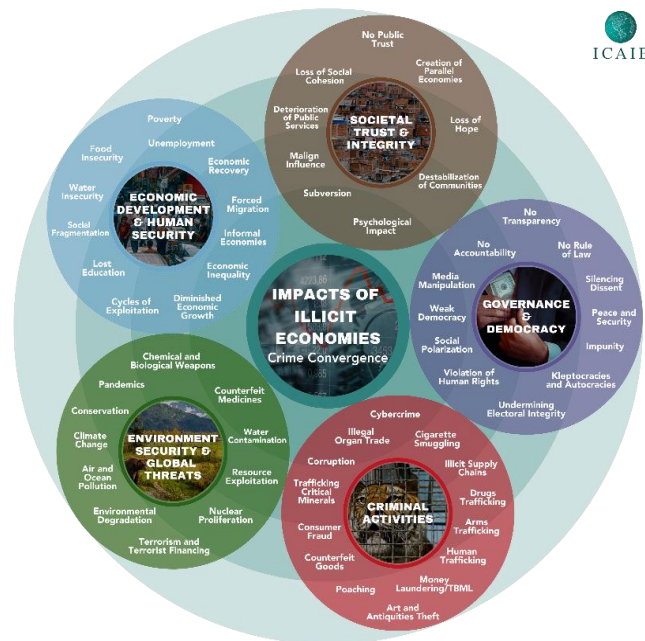 ICAIE
No Public
Trust
Loss of Social
Cohesion
Creation of
Parallel
Economies
Deterioration
of Public
Services
Loss of
Hope
Malign
Influence
Destabilization
of Communities
Subversion
Psychological
Impact
SOCIETAL
TRUST &
INTEGRITY
Poverty
Unemployment
Food
Insecurity
Economic
Recovery
Water
Insecurity
Forced
Migration
Social
Fragmentation
Informal
Economies
Lost
Education
Economic
Inequality
Cycles of
Exploitation
Diminished
Economic
Growth
ECONOMIC
DEVELOPMENT
& HUMAN
SECURITY
IMPACTS OF
ILLICIT
ECONOMIES
Crime Convergence
No
Transparency
No
Accountability
No Rule
of Law
Media
Manipulation
Silencing
Dissent
Weak
Democracy
Peace and
Security
Social
Polarization
Impunity
Violation of
Human Rights
Kleptocracies
and Autocracies
Undermining
Electoral Integrity
GOVERNANCE
&
DEMOCRACY
Chemical and
Biological Weapons
Pandemics
Counterfeit
Medicines
Conservation
Climate
Change
Water
Contamination
Air and
Ocean
Pollution
Resource
Exploitation
Environmental
Degradation
Nuclear
Proliferation
Terrorism and
Terrorist Financing
ENVIRONMENT
SECURITY &
GLOBAL
THREATS
Cybercrime
Illegal
Organ Trade
Cigarette
Smuggling
Corruption
Illicit Supply
Chains
Trafficking
Critical
Minerals
Drugs
Trafficking
Consumer
Fraud
Arms
Trafficking
Counterfeit
Goods
Human
Trafficking
Poaching
Money
Laundering/TBML
Art and
Antiquities Theft
CRIMINAL
ACTIVITIES